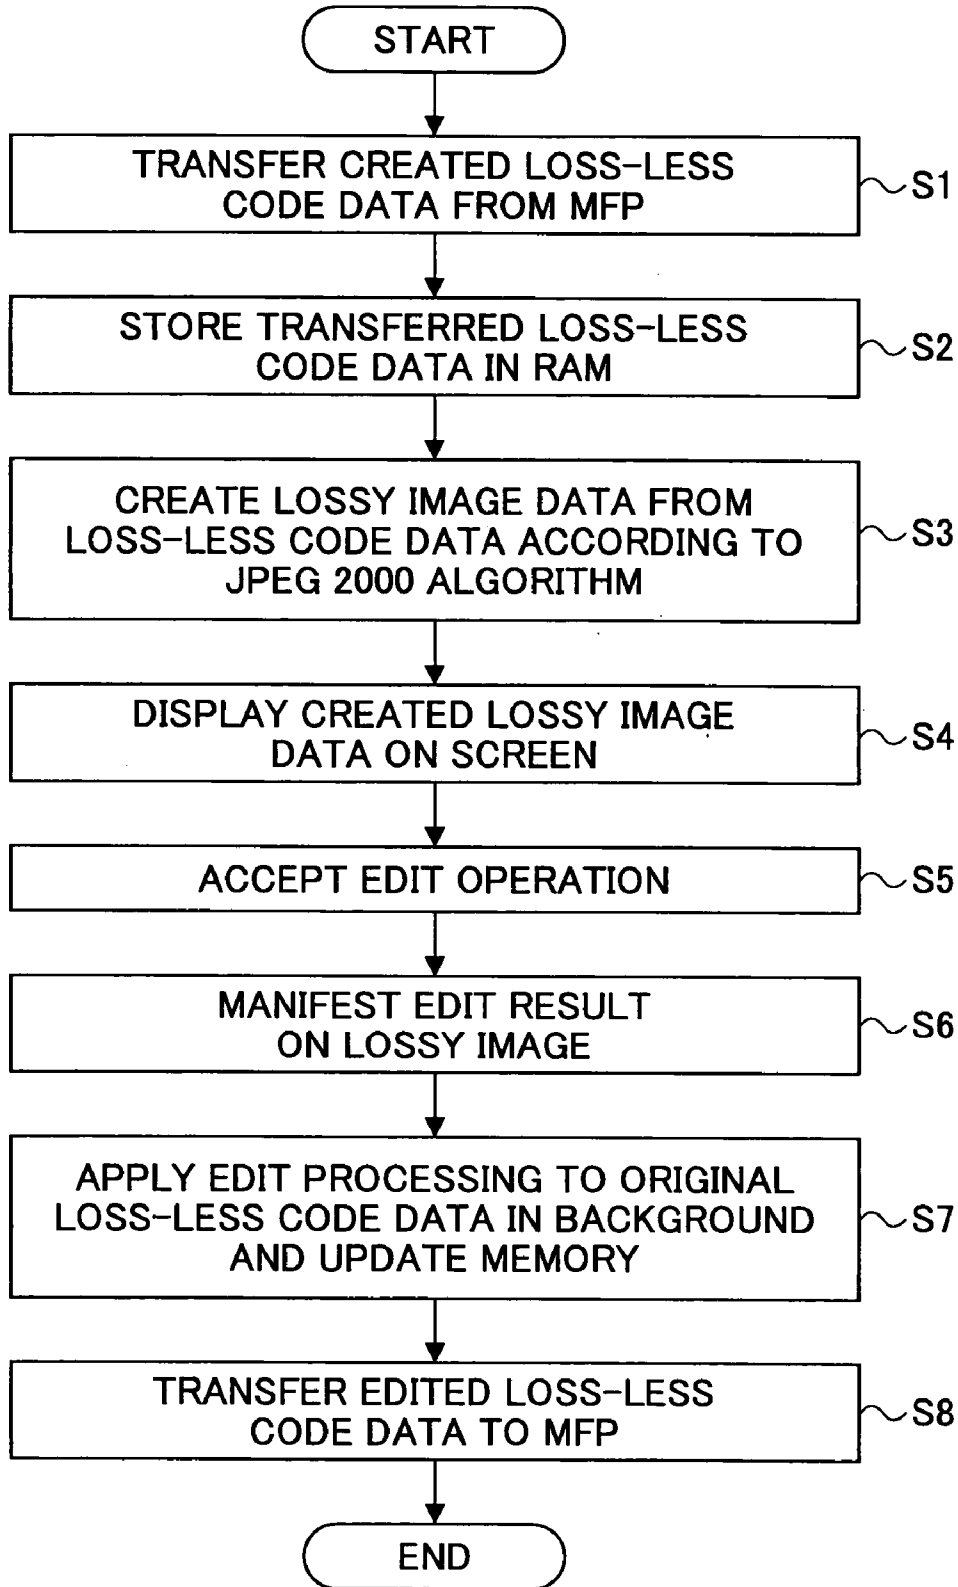 START
TRANSFER CREATED LOSS-LESS
CODE DATA FROM MFP
S1
STORE TRANSFERRED LOSS-LESS
CODE DATA IN RAM
S2
CREATE LOSSY IMAGE DATA FROM
LOSS-LESS CODE DATA ACCORDING TO
JPEG 2000 ALGORITHM
S3
DISPLAY CREATED LOSSY IMAGE
DATA ON SCREEN
S4
ACCEPT EDIT OPERATION
S5
MANIFEST EDIT RESULT
ON LOSSY IMAGE
S6
APPLY EDIT PROCESSING TO ORIGINAL
LOSS-LESS CODE DATA IN BACKGROUND
AND UPDATE MEMORY
S7
TRANSFER EDITED LOSS-LESS
CODE DATA TO MFP
S8
END